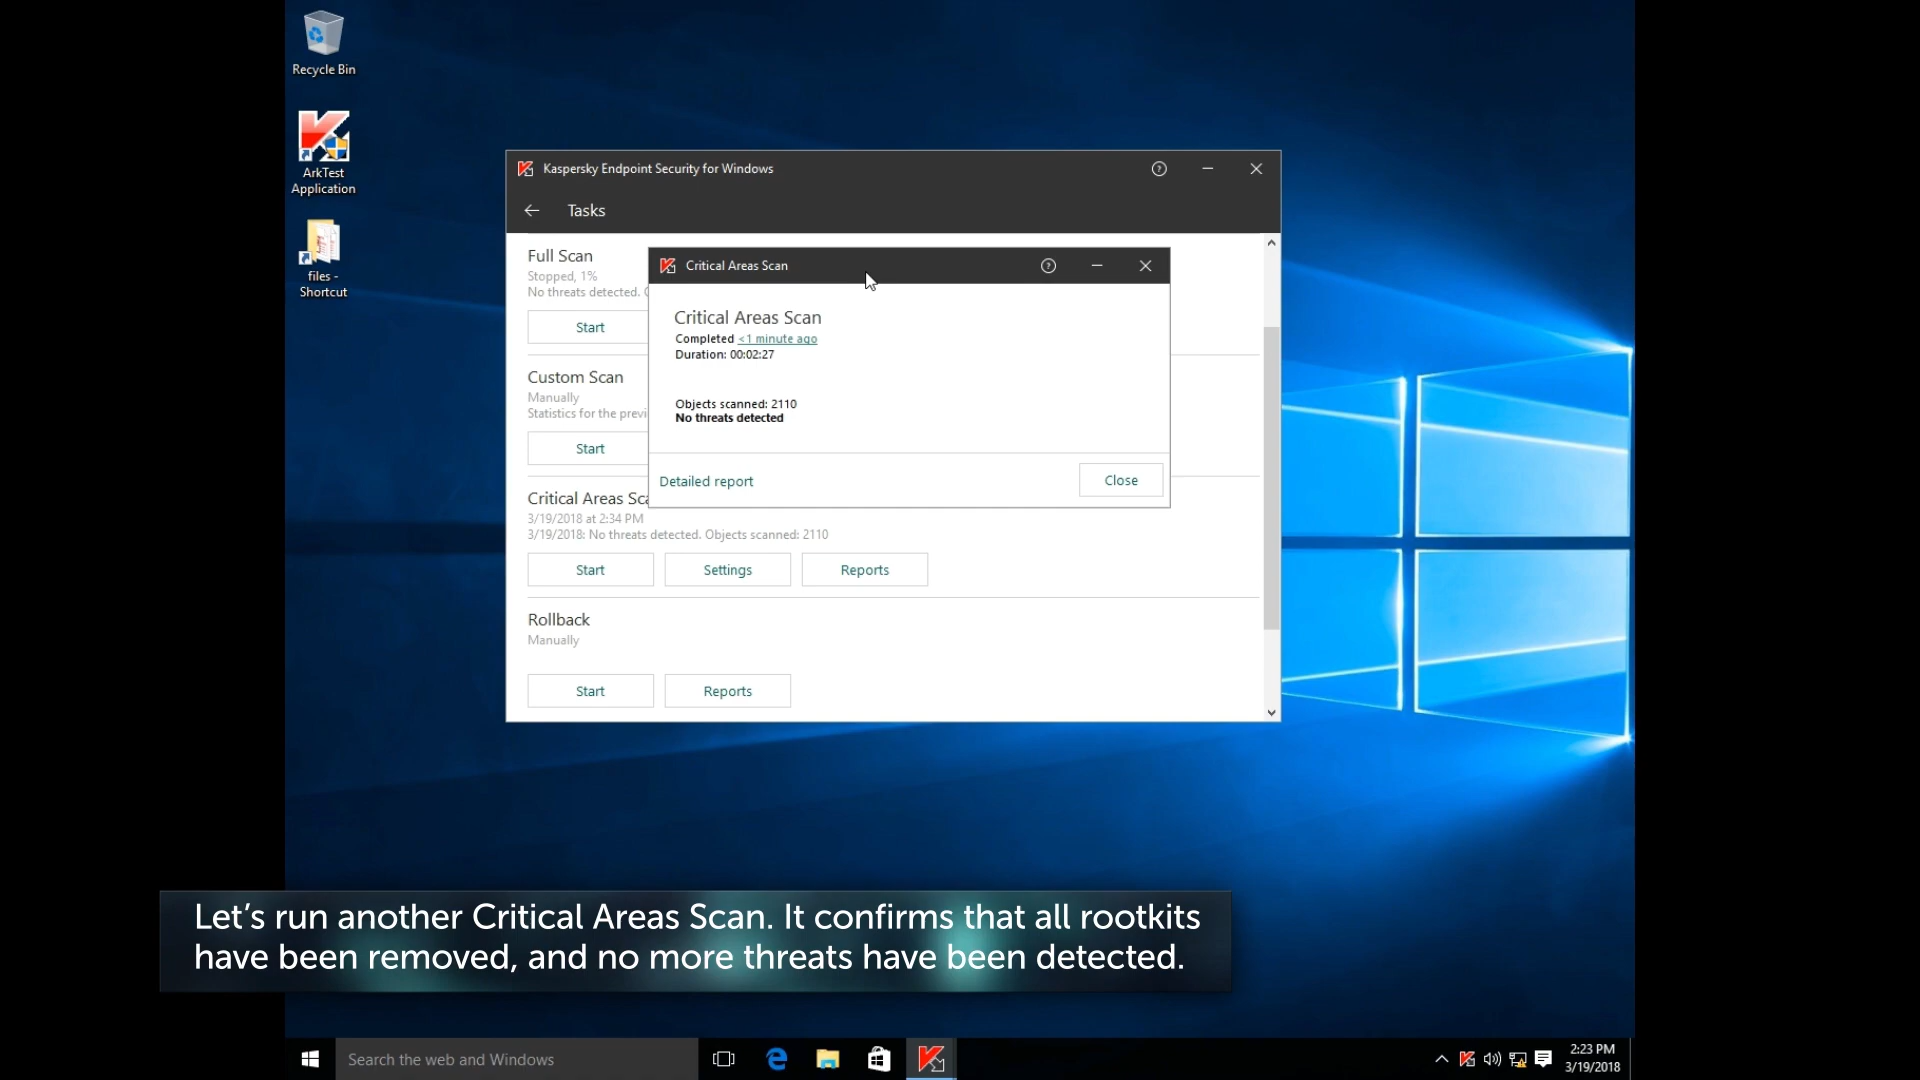 Recycle Bin
ArkTest
Application
files -
Shortcut
Kaspersky Endpoint Security for Windows
Tasks
Full Scan
Stopped, 1%
No threats detected.
Start
Custom Scan
Manually
Statistics for the previ
Start
Critical Areas Sca
3/19/2018 at 2:34 PM
3/19/2018: No threats detected. Objects scanned: 2110
Start
Settings
Reports
Rollback
Manually
Start
Reports
Critical Areas Scan
Critical Areas Scan
Completed <1 minute ago
Duration: 00:02:27
Objects scanned: 2110
No threats detected
Detailed report
Close
Let's run another Critical Areas Scan. It confirms that all rootkits
have been removed, and no more threats have been detected.
Search the web and Windows
2:23 PM
3/19/2018